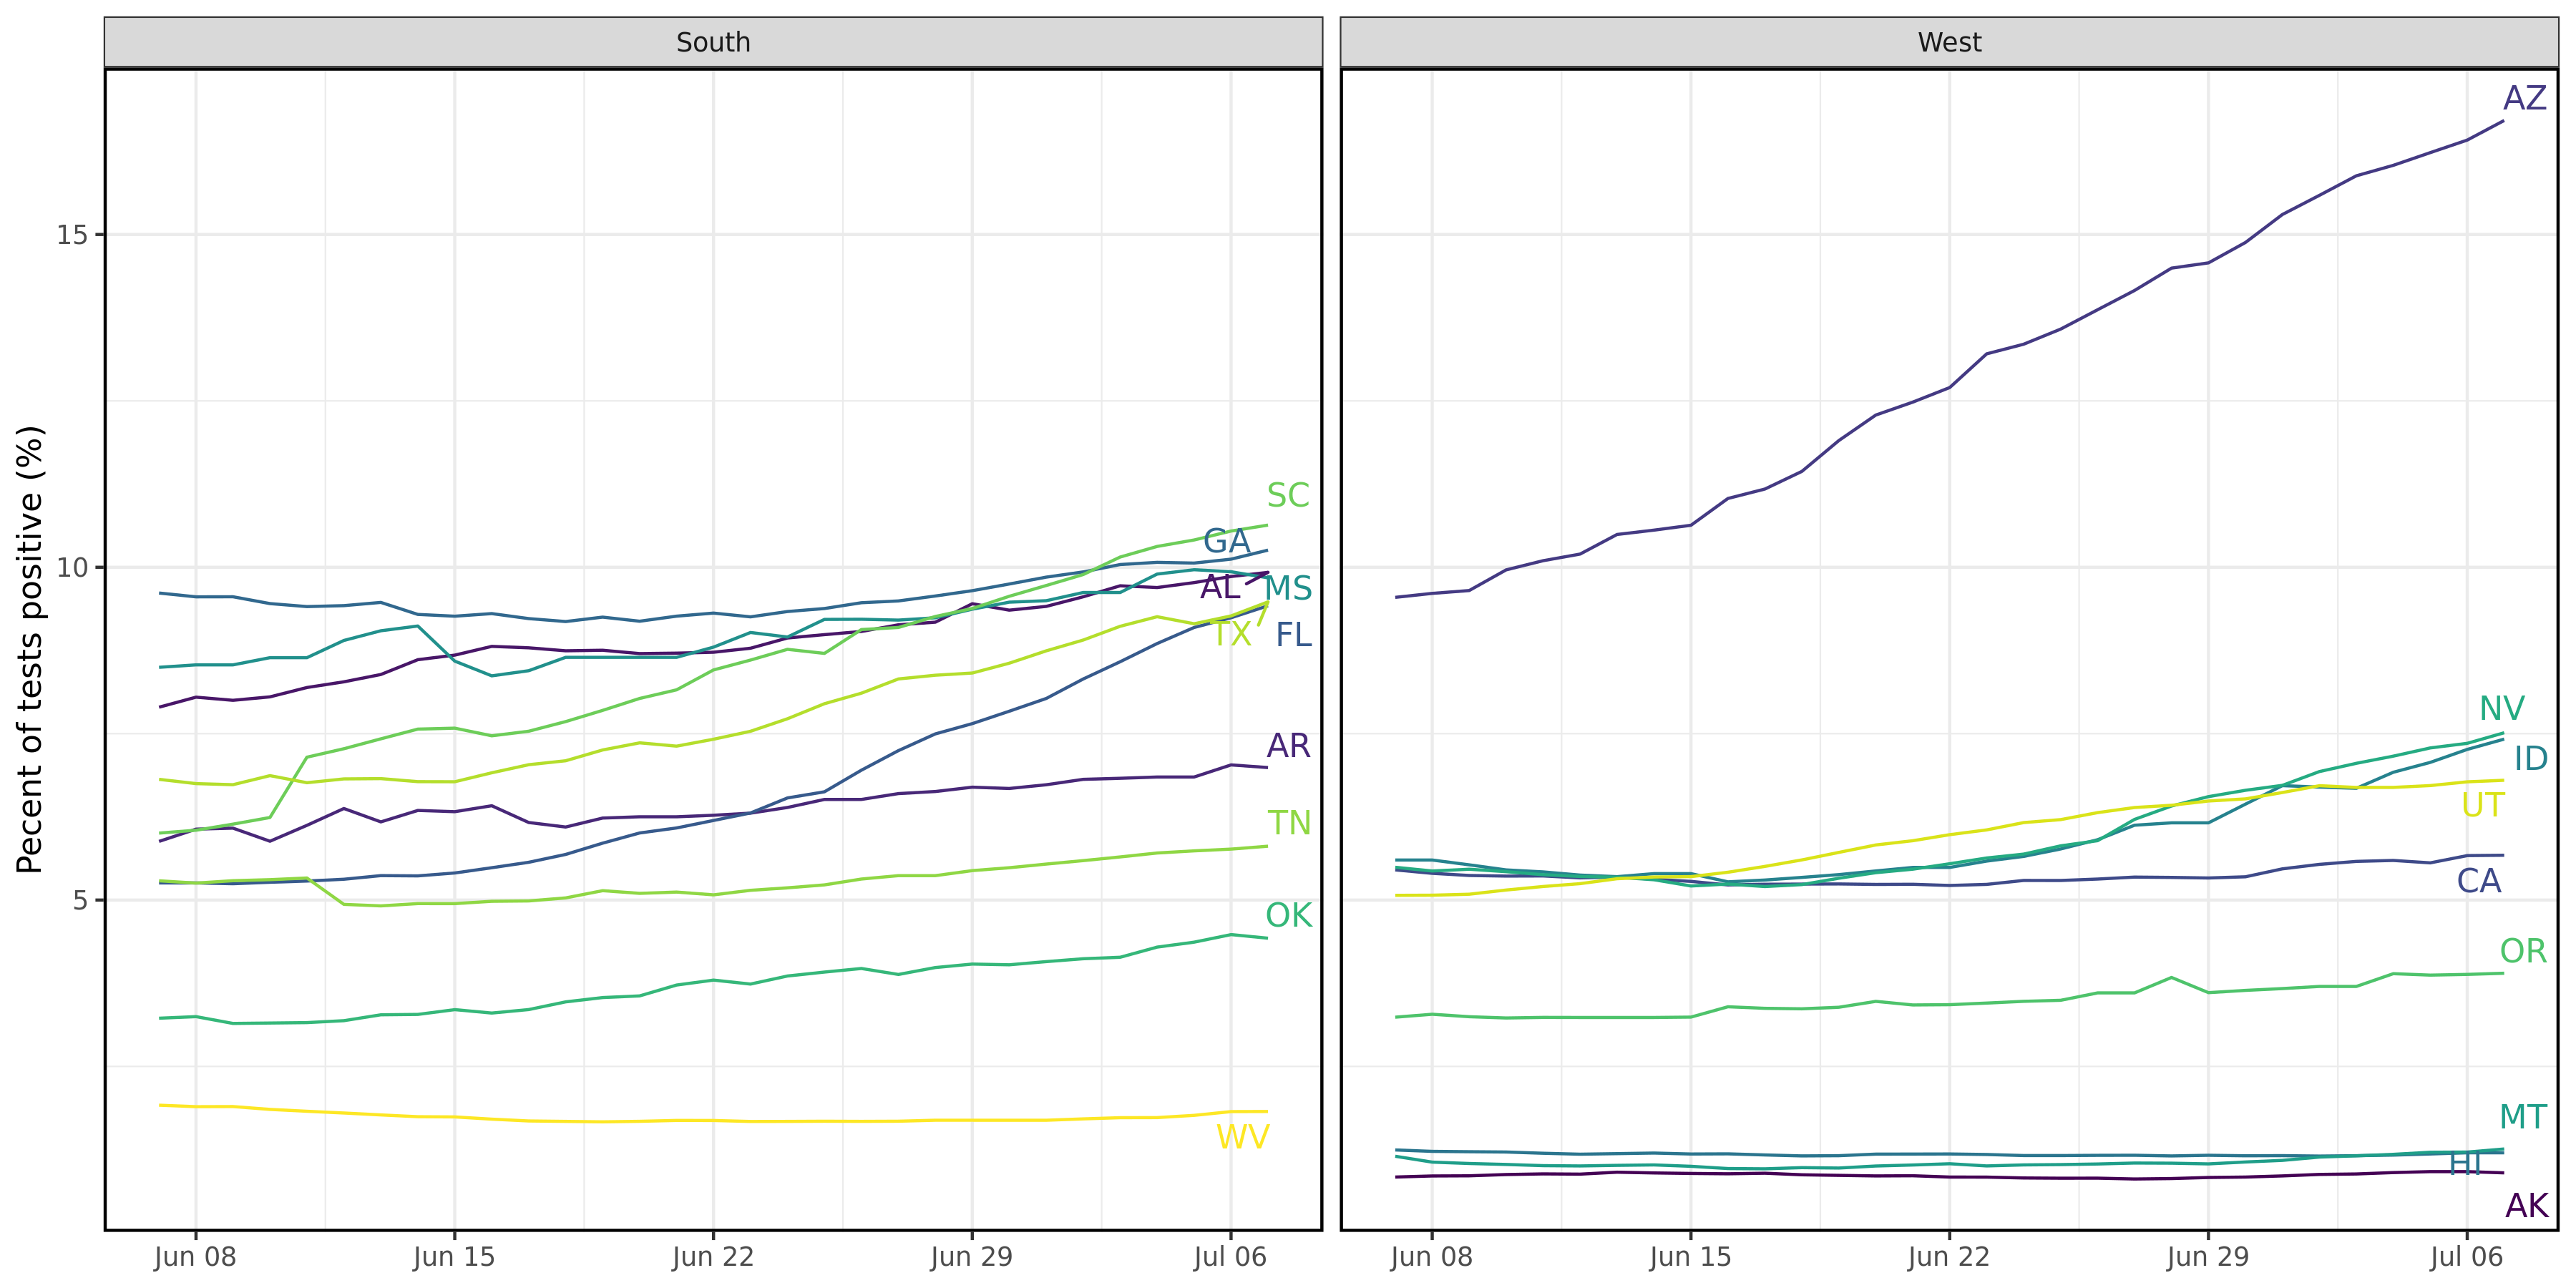 South
West
Pecent of tests positive (%)
15
10
5
SC
GA
AL
MS
TX
FL
AR
TN
OK
WV
AZ
NV
ID
UT
CA
OR
MT
HI
AK
Jun 08
Jun 15
Jun 22
Jun 29
Jul 06
Jun 08
Jun 15
Jun 22
Jun 29
Jul 06